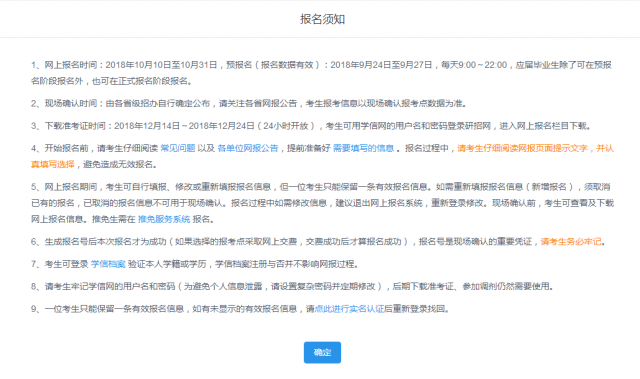 报名须知
1、网上报名时间：2018年10月10日至10月31日，预报名（报名数据有效）：2018年9月24日至9月27日，每天9:00～22:00，应届毕业生除了可在预报
名阶段报名外，也可在正式报名阶段报名。
2、现场确认时间：由各省级招办自行确定公布，请关注各省网报公告，考生报考信息以现场确认报考点数据为准。
3、下载准考证时间：2018年12月14日～2018年12月24日（24小时开放），考生可用学信网的用户名和密码登录研招网，进入网上报名栏目下载。
4、开始报名前，请考生仔细阅读 常见问题 以及 各单位网报公告，提前准备好 需要填写的信息 。报名过程中，请考生仔细阅读网报页面提示文字，并认
真填写选择，避免造成无效报名。
5、网上报名期间，考生可自行填报、修改或重新填报报名信息，但一位考生只能保留一条有效报名信息。如需重新填报报名信息（新增报名），须取消
已有的报名，已取消的报名信息不可用于现场确认。报名过程中如需修改信息，建议退出网上报名系统，重新登录修改。现场确认前，考生可查看及下载
网上报名信息。推免生需在 推免服务系统 报名。
6、生成报名号后本次报名才为成功（如果选择的报考点采取网上交费，交费成功后才算报名成功），报名号是现场确认的重要凭证，请考生务必牢记。
7、考生可登录 学信档案 验证本人学籍或学历，学信档案注册与否并不影响网报过程。
8、请考生牢记学信网的用户名和密码（为避免个人信息泄露，请设置复杂密码并定期修改），后期下载准考证、参加调剂仍然需要使用。
9、一位考生只能保留一条有效报名信息，如有未显示的有效报名信息，请点此进行实名认证后重新登录找回。
确定